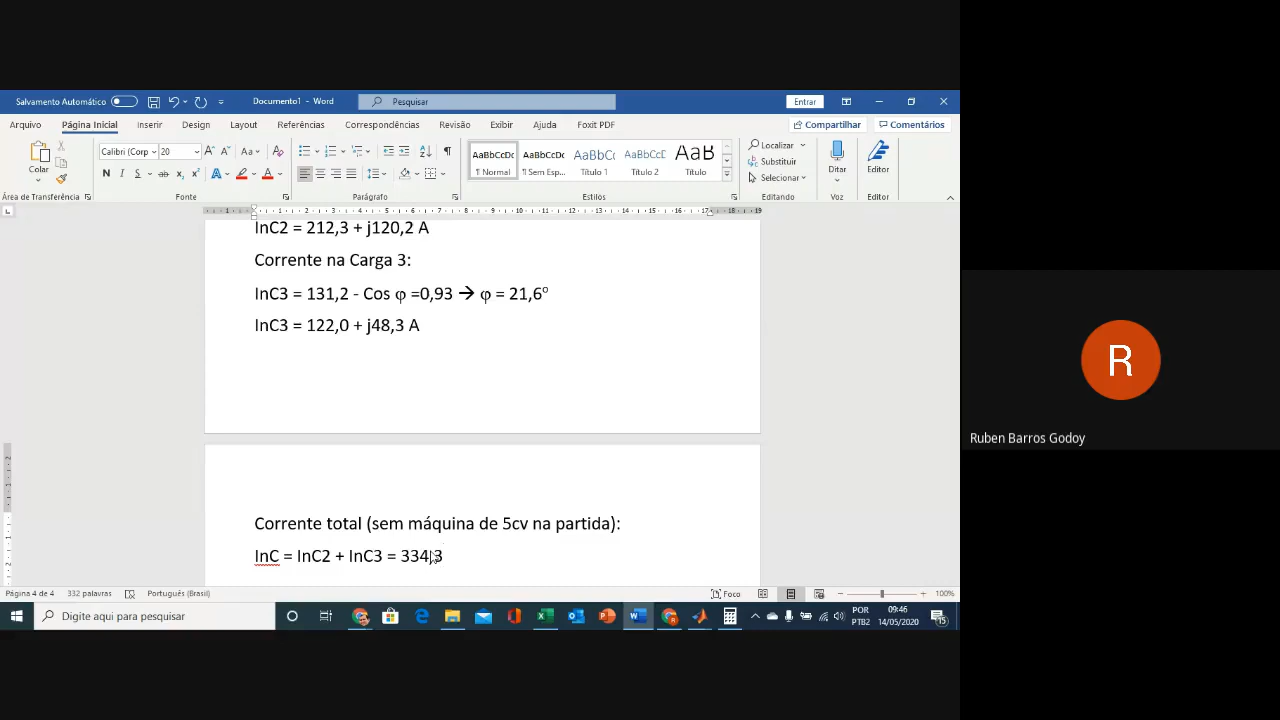 Salvamento Automático
Documento1 - Word
Pesquisar
Entrar
Arquivo Página Inicial Inserir Design Layout Referências Correspondências Revisão Exibir Ajuda Foxit PDF Compartilhar Comentários
Colar
Calibri (Corp 20
AaBbCcDc AaBbCcDc AaBbCc AaBbCcD AaB
¶ Normal ¶ Sem Esp... Título 1 Título 2 Título
Localizar
Substituir
Selecionar
Ditar
Editor
Área de Transferência Fonte Parágrafo Estilos Editando Voz Editor
InC2 = 212,3 + j120,2 A
Corrente na Carga 3:
InC3 = 131,2 - Cos φ =0,93 → φ = 21,6°
InC3 = 122,0 + j48,3 A
Corrente total (sem máquina de 5cv na partida):
InC = InC2 + InC3 = 334,3
R
Ruben Barros Godoy
Página 4 de 4 332 palavras Português (Brasil) Foco 100%
Digite aqui para pesquisar
POR
PTB2
09:46
14/05/2020
15